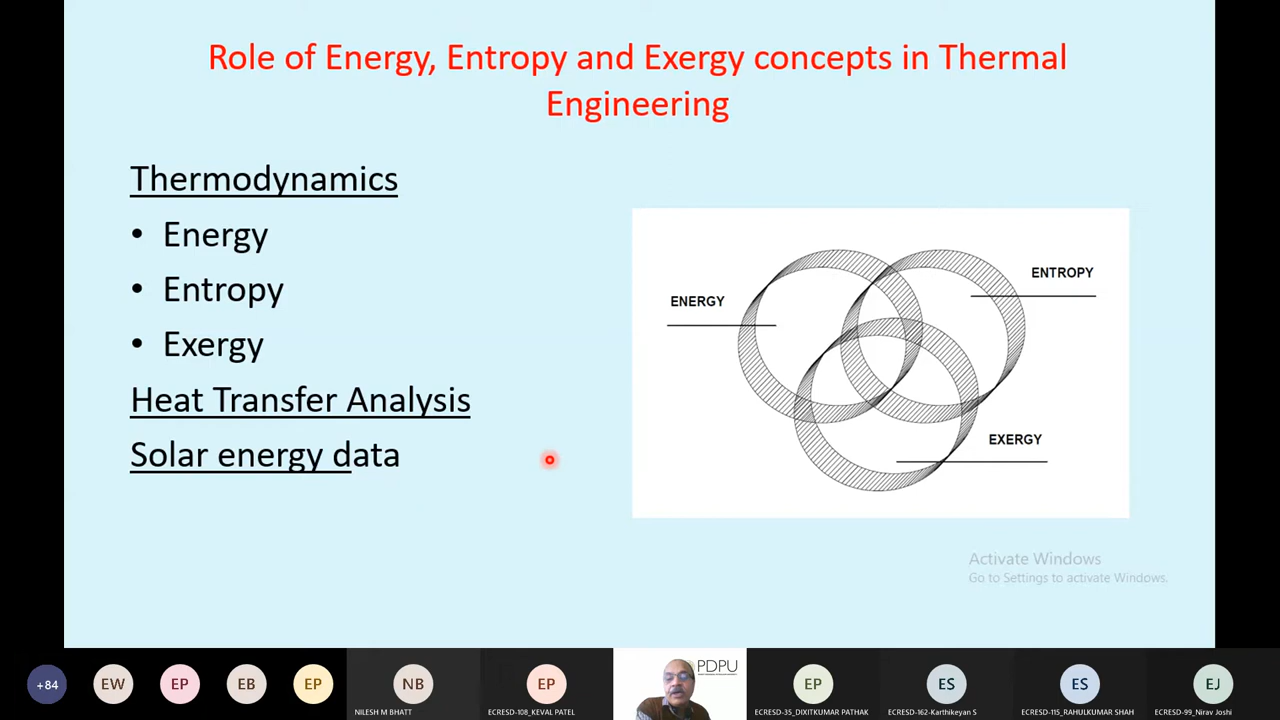 Role of Energy, Entropy and Exergy concepts in Thermal
Engineering
Thermodynamics
• Energy
• Entropy
• Exergy
Heat Transfer Analysis
Solar energy data
ENERGY
ENTROPY
EXERGY
Activate Windows
Go to Settings to activate Windows.
+84
EW
EP
EB
EP
NB
NILESH M BHATT
EP
ECRESD-108_KEVAL PATEL
PDPU
EP
ECRESD-35_DIXITKUMAR PATHAK
ES
ECRESD-162-Karthikeyan S
ES
ECRESD-115_RAHULKUMAR SHAH
EJ
ECRESD-99_Nirav Joshi